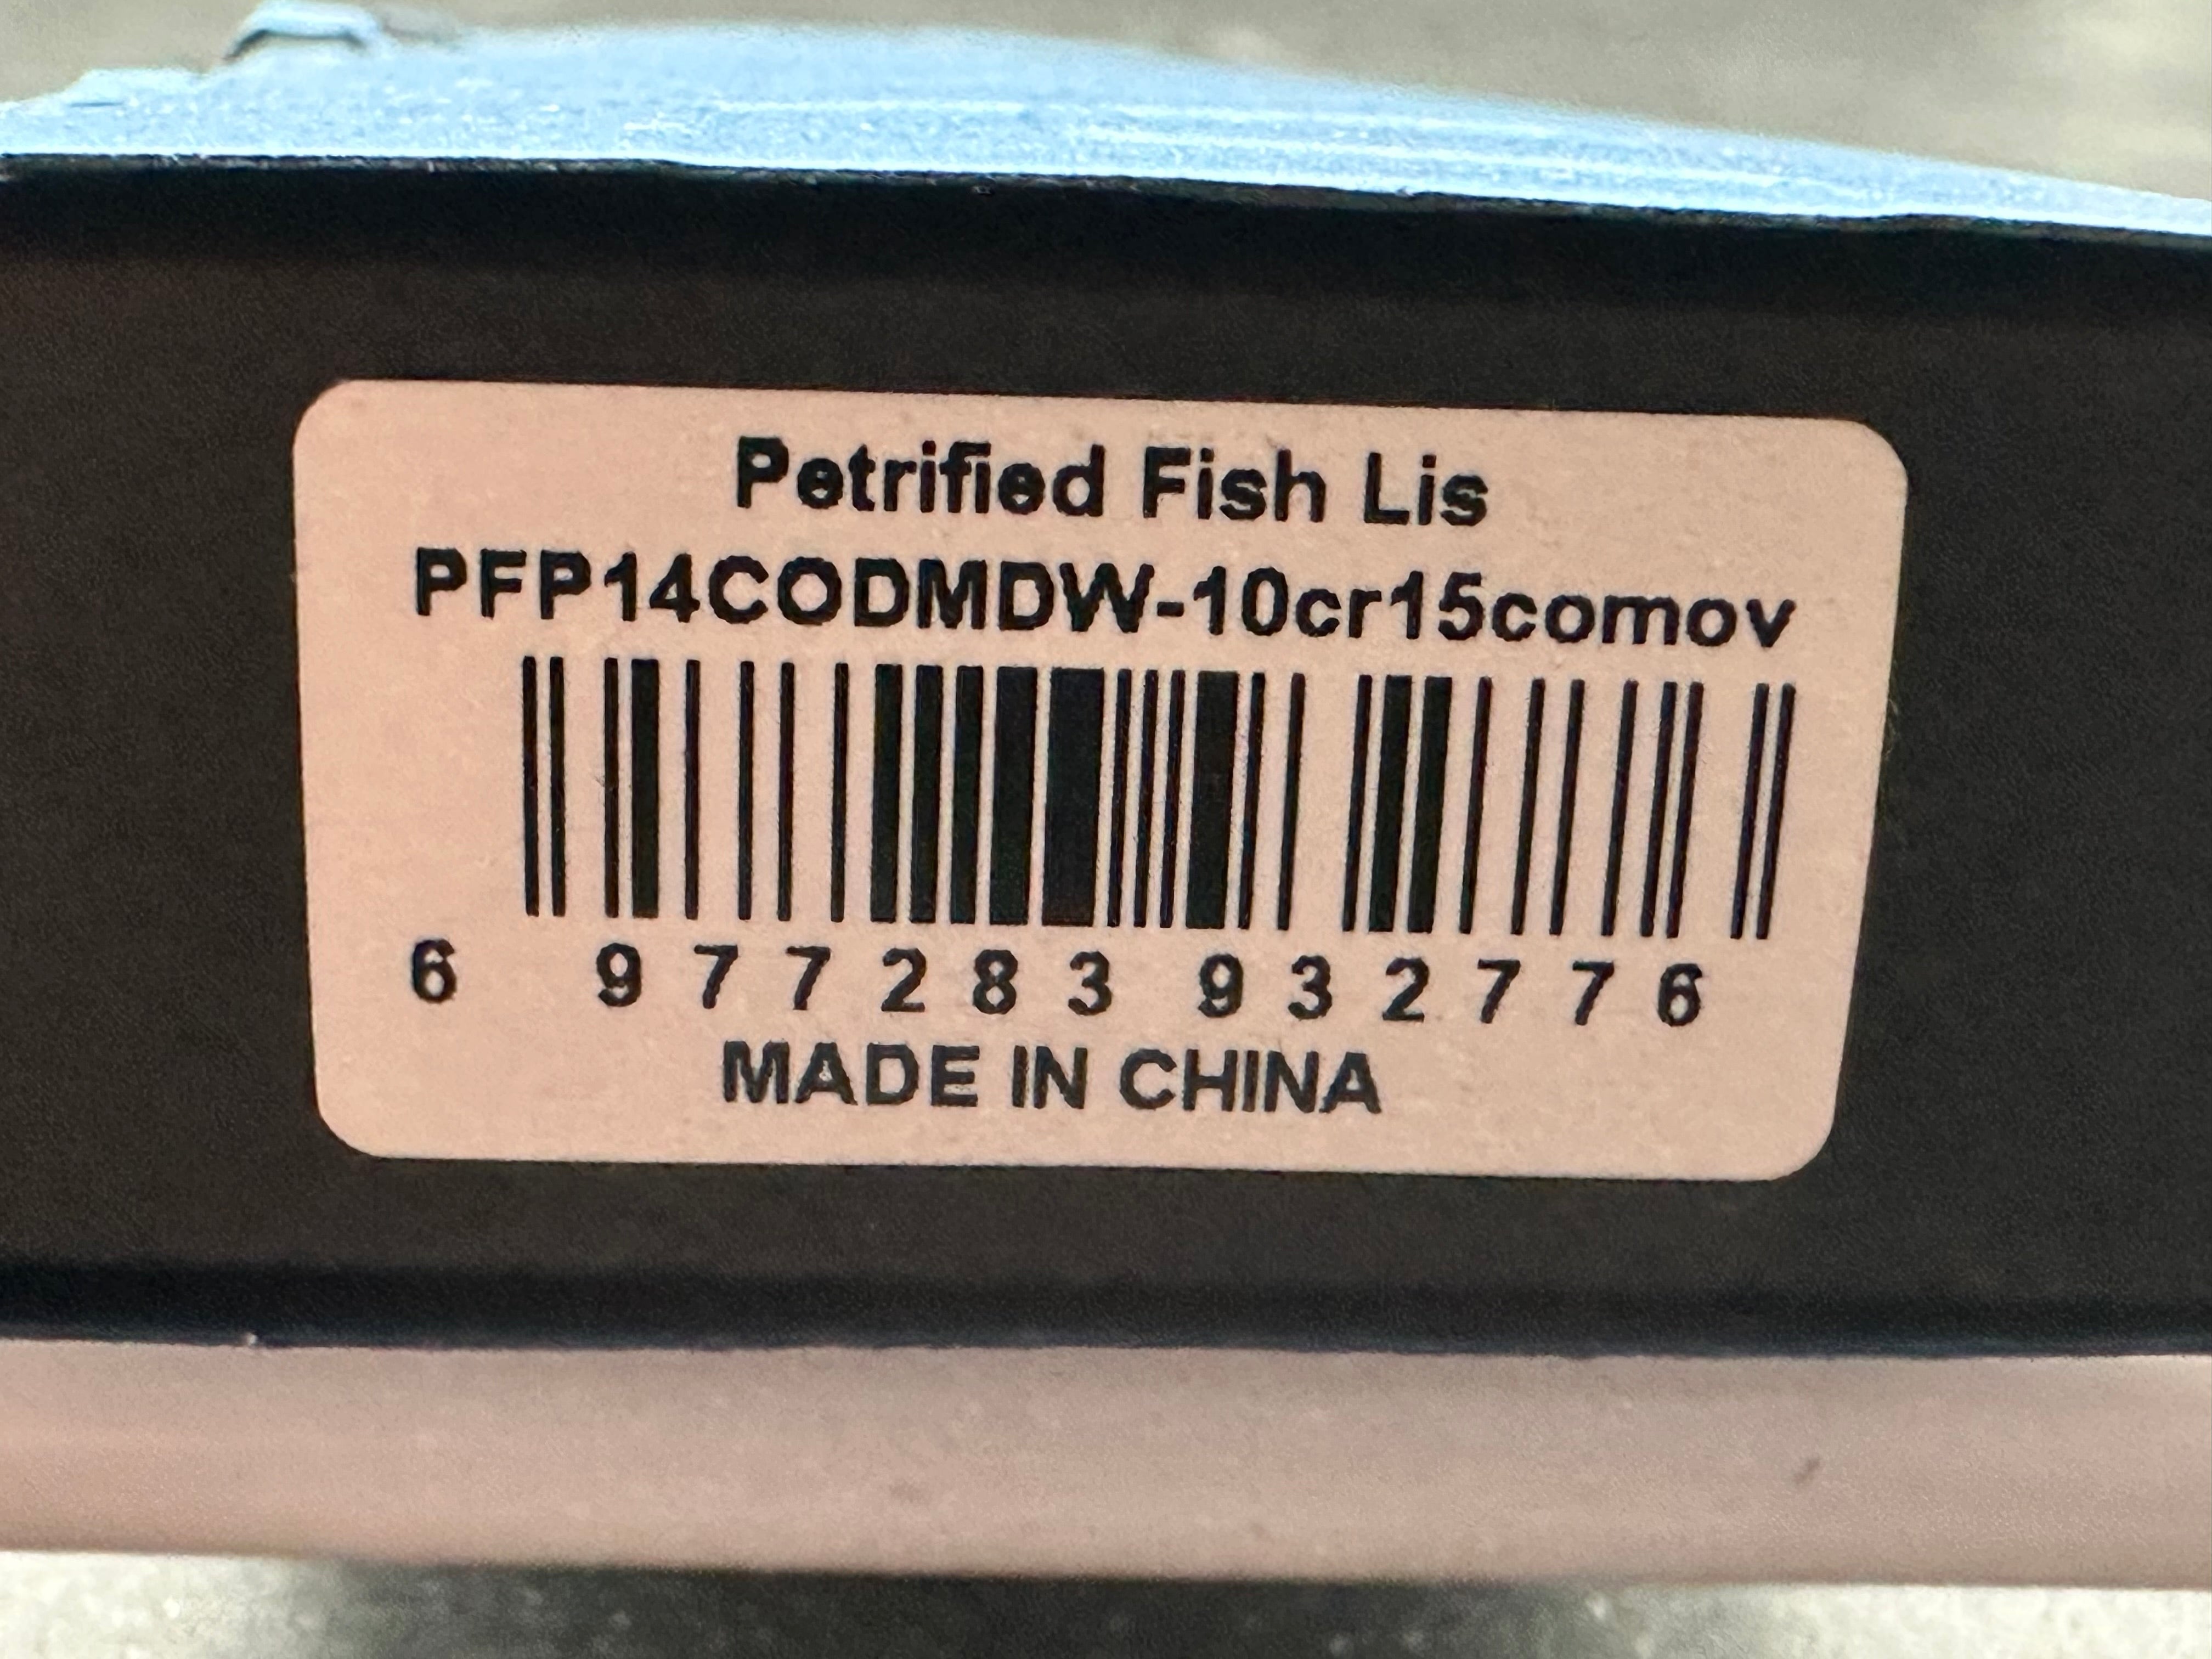 Petrified Fish Lis
PFP14CODMDW-10cr15comov
6 977283 932776
MADE IN CHINA